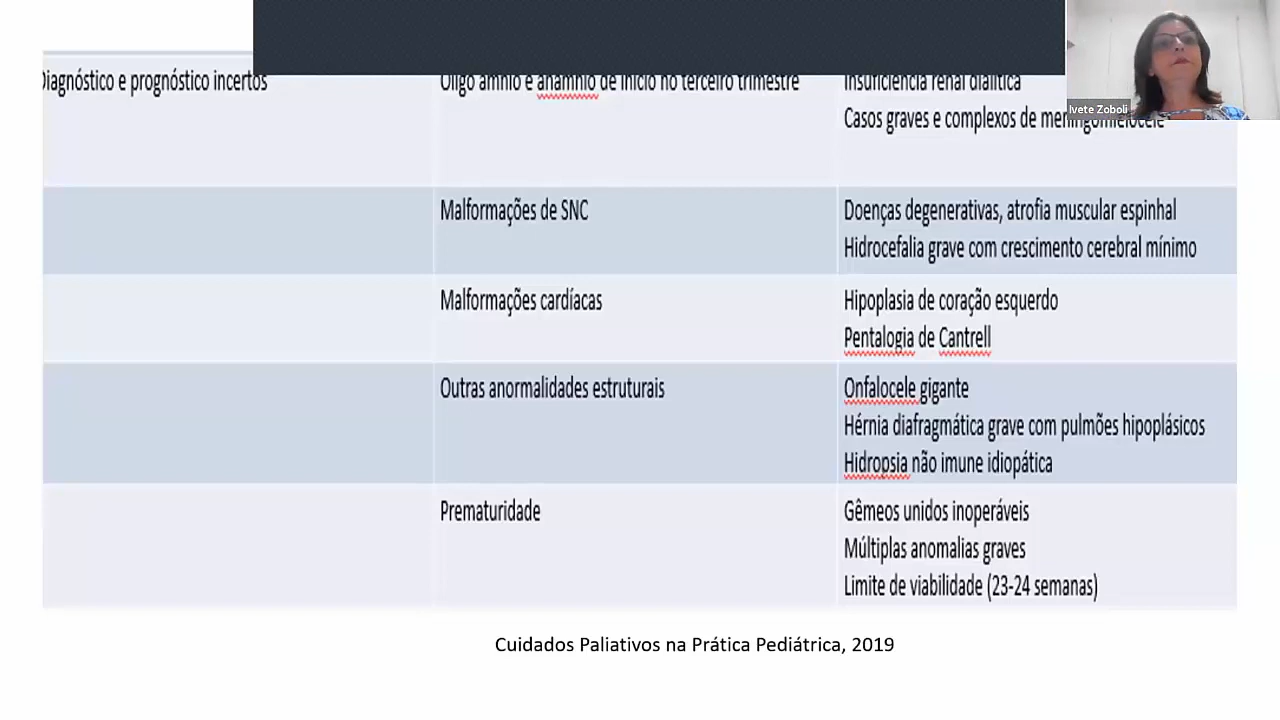 Diagnóstico e prognóstico incertos
Oligo âmnio e anâmnio de início no terceiro trimestre
Insuficiência renal dialítica
Casos graves e complexos de meningomielocele
Malformações de SNC
Doenças degenerativas, atrofia muscular espinhal
Hidrocefalia grave com crescimento cerebral mínimo
Malformações cardíacas
Hipoplasia de coração esquerdo
Pentalogia de Cantrell
Outras anormalidades estruturais
Onfalocele gigante
Hérnia diafragmática grave com pulmões hipoplásicos
Hidropsia não imune idiopática
Prematuridade
Gêmeos unidos inoperáveis
Múltiplas anomalias graves
Limite de viabilidade (23-24 semanas)
Cuidados Paliativos na Prática Pediátrica, 2019
Ivete Zoboli